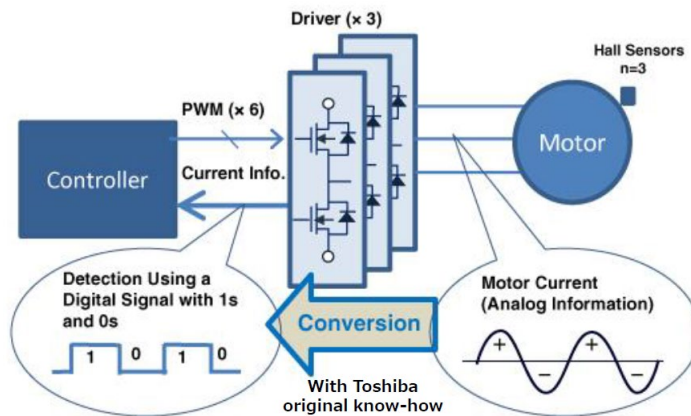 Driver (× 3)
Hall Sensors
n=3
PWM (× 6)
Controller
Current Info.
Motor
Detection Using a
Digital Signal with 1s
and 0s
1 0 1 0
Conversion
With Toshiba
original know-how
Motor Current
(Analog Information)
+ − + −